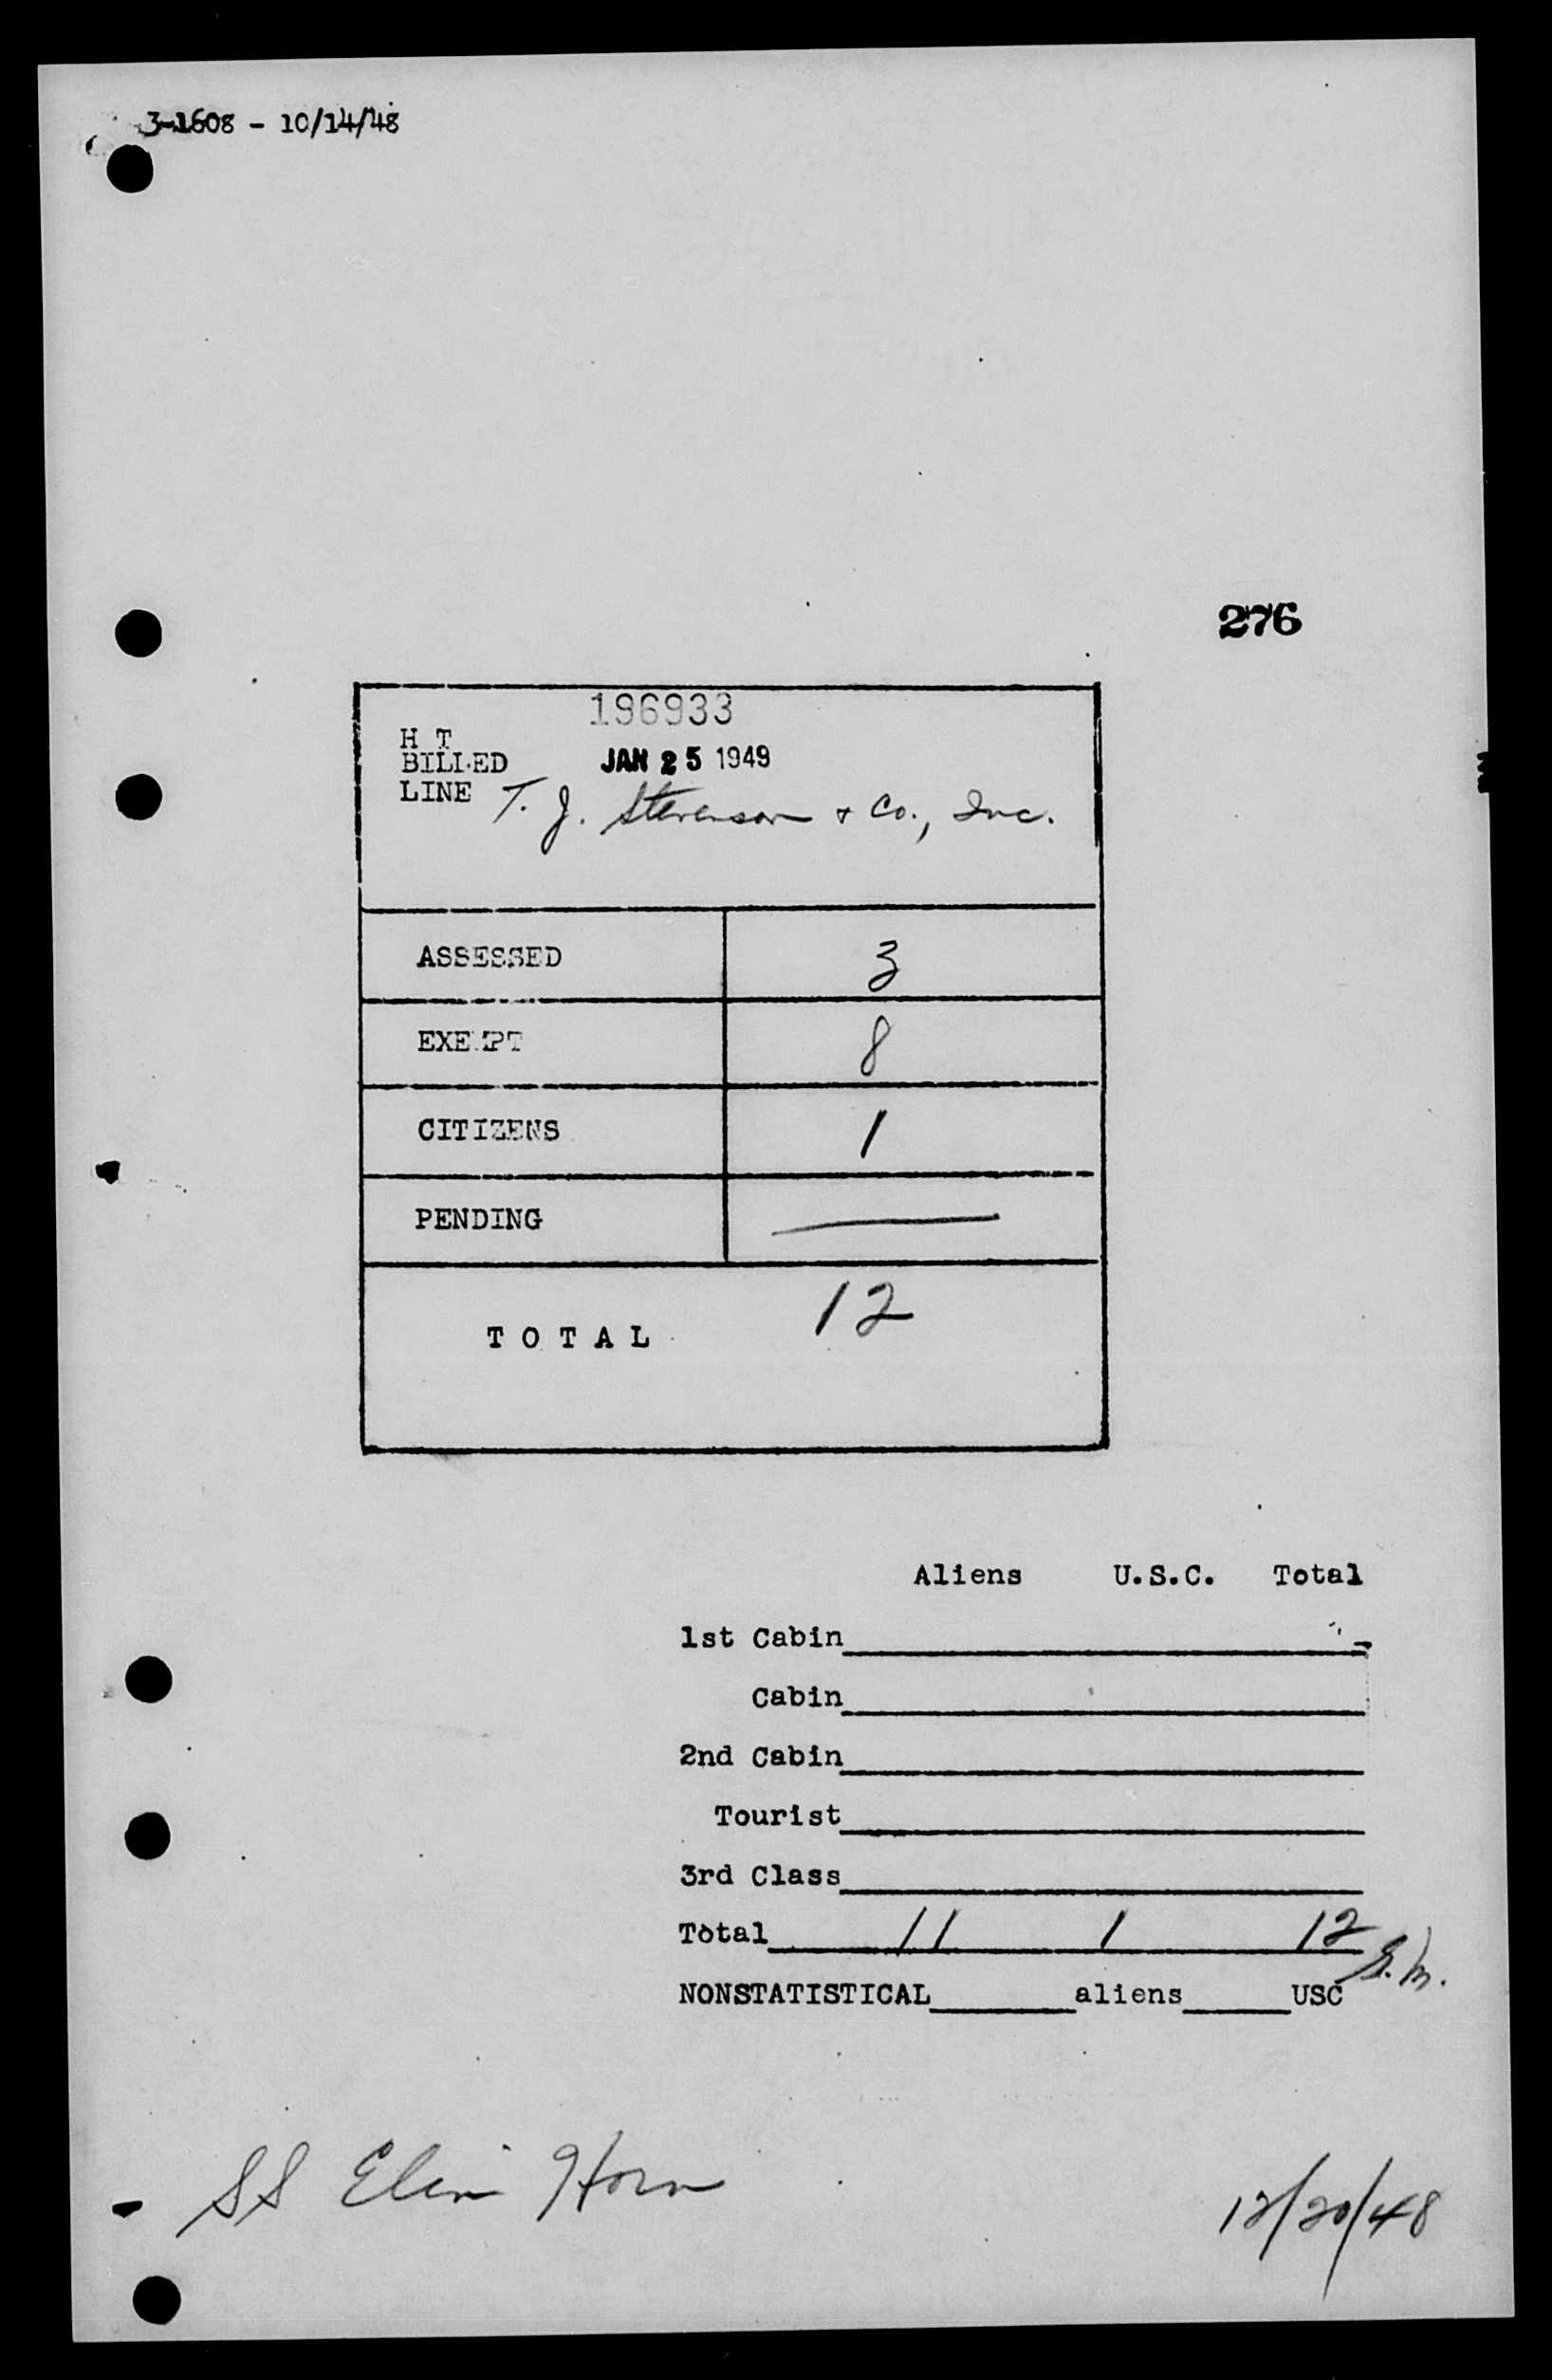 3-1608 - 10/14/48
276
196933
H T
BILLED JAN 25 1949
LINE T. J. Stevenson & Co., Inc.
ASSESSED 3
EXEMPT 8
CITIZENS 1
PENDING —
TOTAL 12
Aliens U.S.C. Total
1st Cabin
Cabin
2nd Cabin
Tourist
3rd Class
Total 11 1 12
NONSTATISTICAL aliens USC
SS Elin Horn 12/20/48